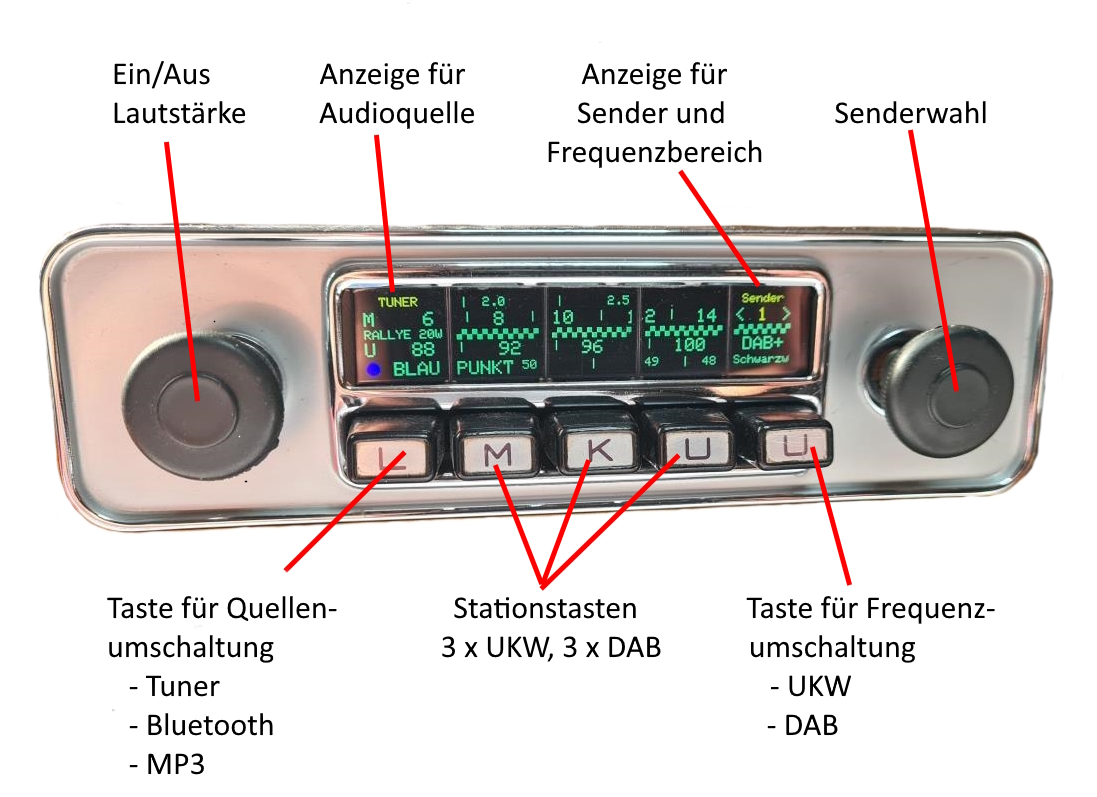 Ein/Aus
Lautstärke
Anzeige für
Audioquelle
Anzeige für
Sender und
Frequenzbereich
Senderwahl
TUNER
M 6
RALLYE 20W
U 88
BLAU
2.0
8
92
PUNKT 50
2.5
10 1
96
2 14
100
49 48
Sender
< 1 >
DAB+
Schwarzw
L M K U U
Taste für Quellen-
umschaltung
- Tuner
- Bluetooth
- MP3
Stationstasten
3 x UKW, 3 x DAB
Taste für Frequenz-
umschaltung
- UKW
- DAB